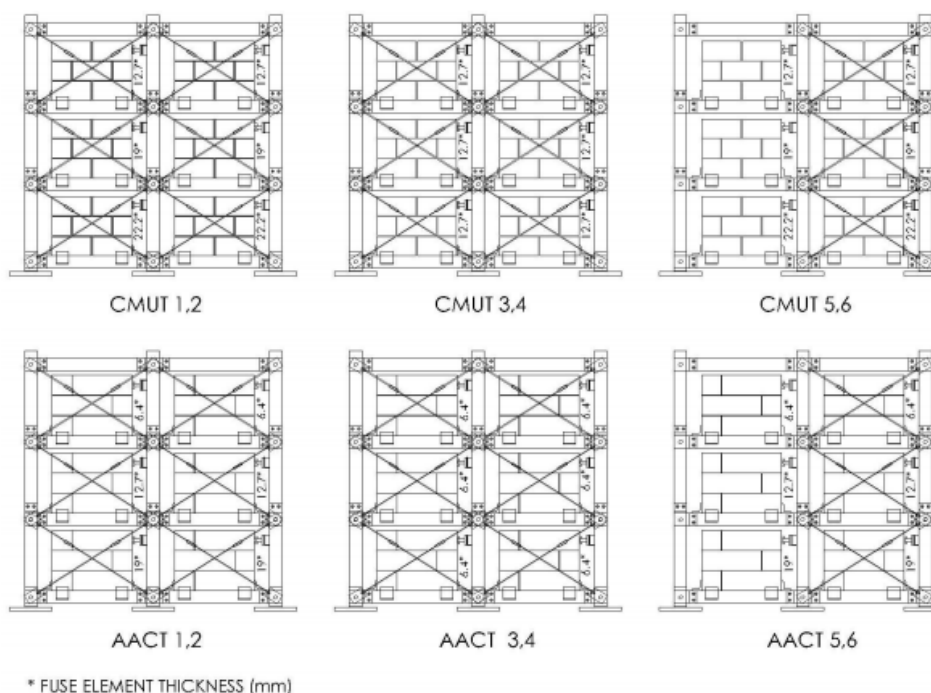 12.7* 12.7* 12.7* 12.7* 12.7* 12.7*
19* 19* 12.7* 12.7* 19* 19*
22.2* 22.2* 12.7* 12.7* 22.2* 22.2*
CMUT 1,2 CMUT 3,4 CMUT 5,6
6.4* 6.4* 6.4* 6.4* 6.4* 6.4*
12.7* 12.7* 6.4* 6.4* 12.7* 12.7*
19* 19* 6.4* 6.4* 19* 19*
AACT 1,2 AACT 3,4 AACT 5,6
* FUSE ELEMENT THICKNESS (mm)